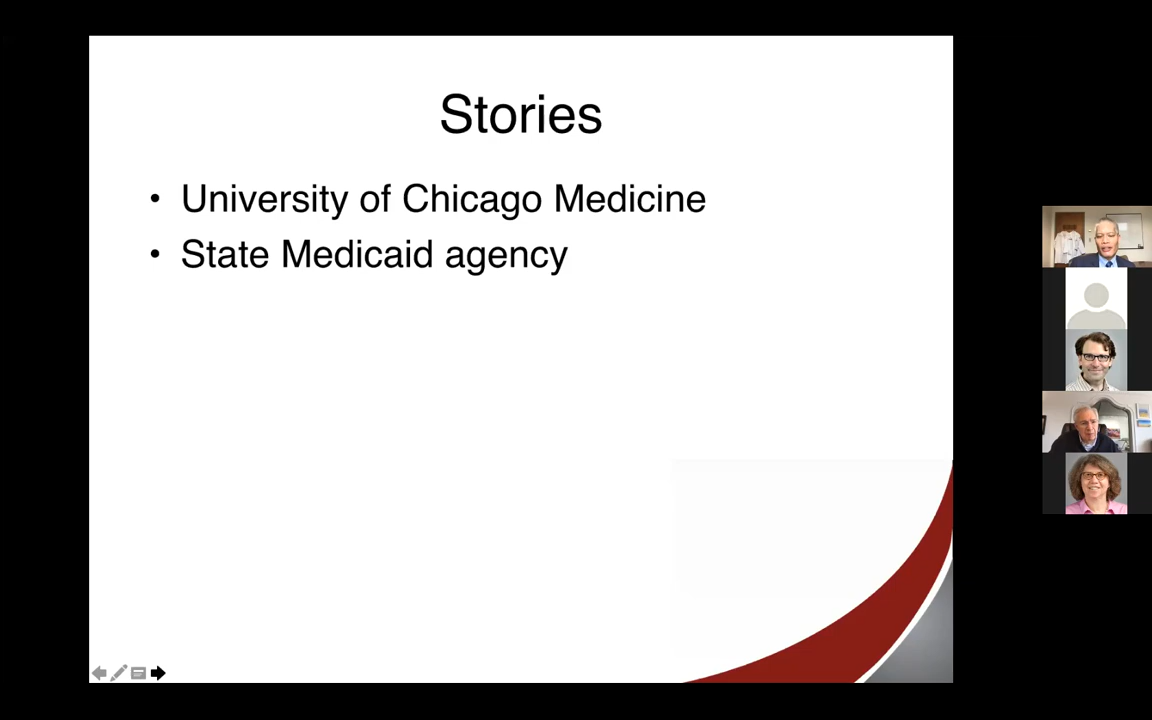 Stories
• University of Chicago Medicine
• State Medicaid agency